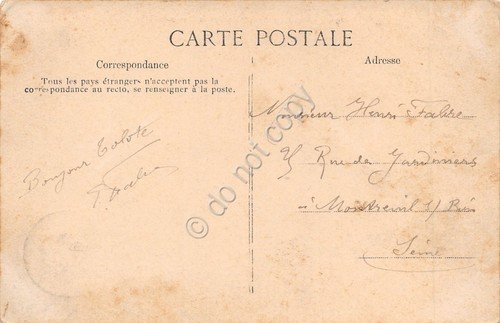 CARTE POSTALE
Correspondance
Tous les pays étrangers n'acceptent pas la
correspondance au recto, se renseigner à la poste.
Bonjour
Adresse
Monsieur Henri Fabre
Rue des Jardiniers
à Montreuil s/ Bois
Seine
© do not copy